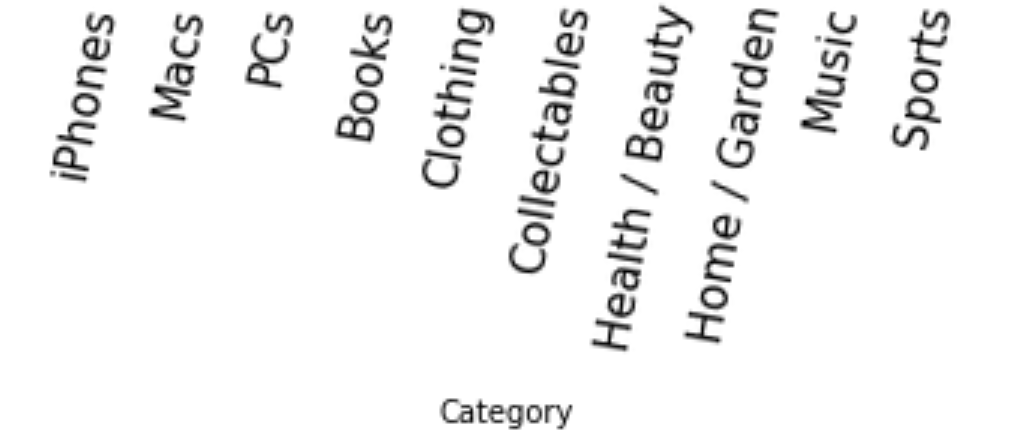 iPhones
Macs
PCs
Books
Clothing
Collectables
Health / Beauty
Home / Garden
Music
Sports
Category